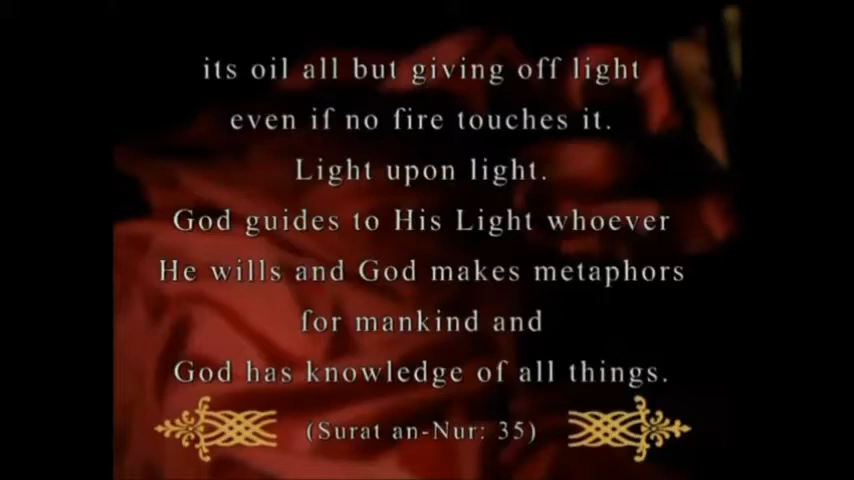 its oil all but giving off light
even if no fire touches it.
Light upon light.
God guides to His Light whoever
He wills and God makes metaphors
for mankind and
God has knowledge of all things.
(Surat an-Nur: 35)